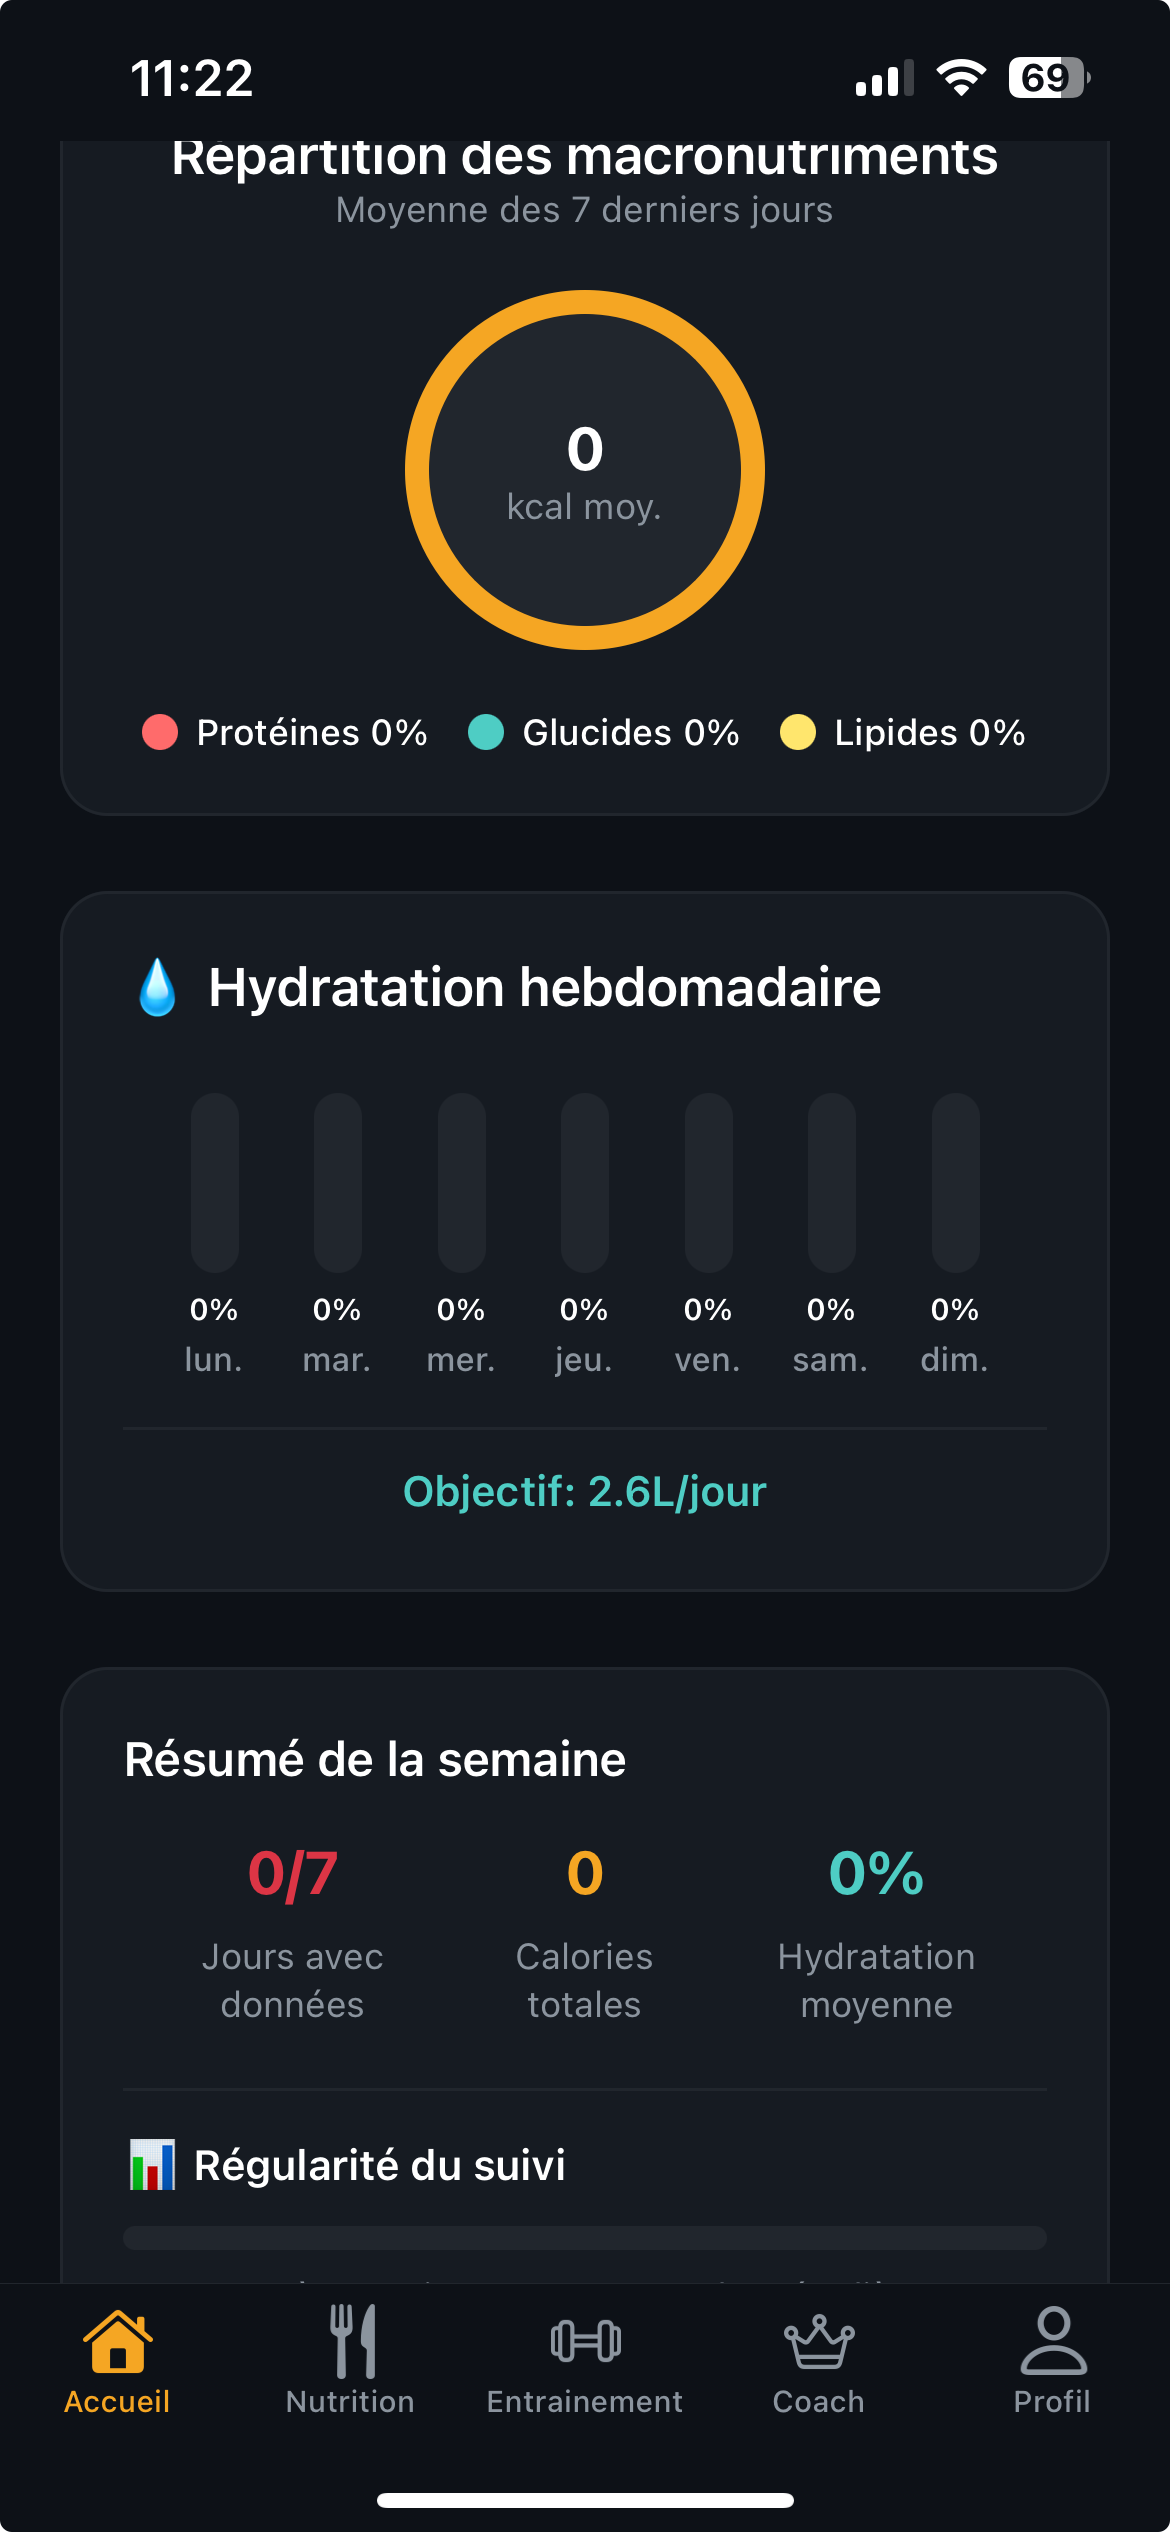 11:22
69
Répartition des macronutriments
Moyenne des 7 derniers jours
0
kcal moy.
Protéines 0% Glucides 0% Lipides 0%
Hydratation hebdomadaire
0% 0% 0% 0% 0% 0% 0%
lun. mar. mer. jeu. ven. sam. dim.
Objectif: 2.6L/jour
Résumé de la semaine
0/7 0 0%
Jours avec données
Calories totales
Hydratation moyenne
Régularité du suivi
Accueil Nutrition Entrainement Coach Profil